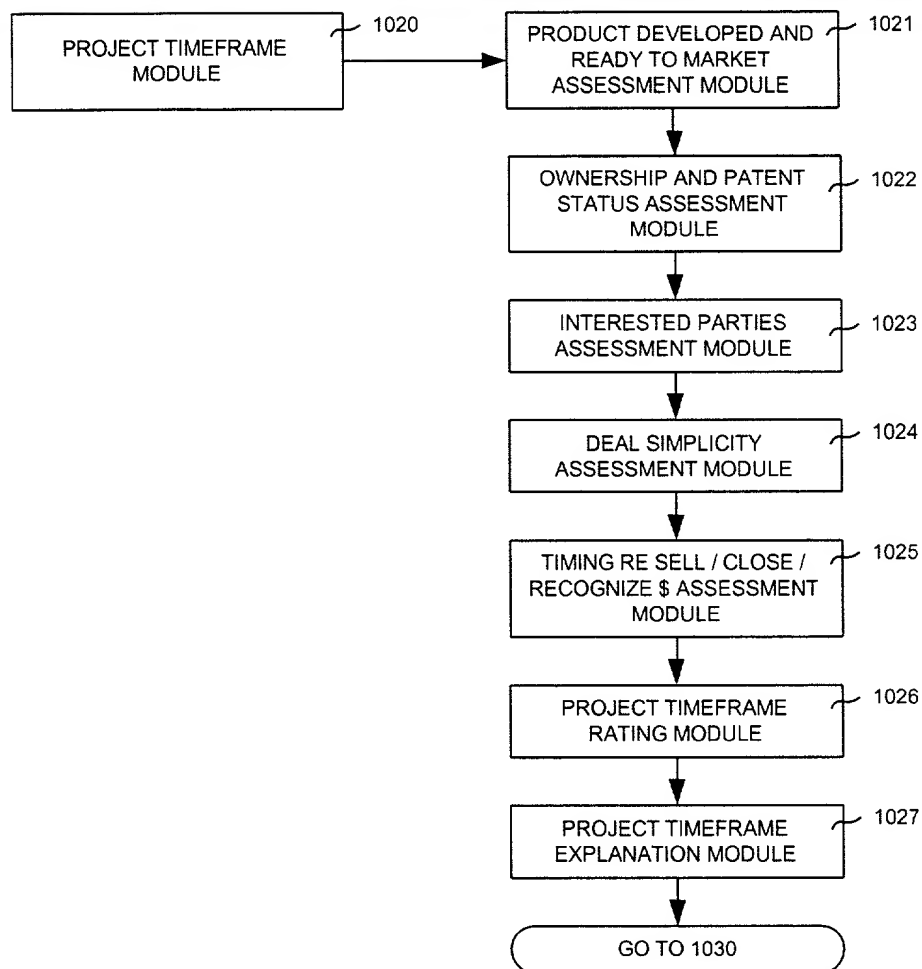 PROJECT TIMEFRAME
MODULE
1020
PRODUCT DEVELOPED AND
READY TO MARKET
ASSESSMENT MODULE
1021
OWNERSHIP AND PATENT
STATUS ASSESSMENT
MODULE
1022
INTERESTED PARTIES
ASSESSMENT MODULE
1023
DEAL SIMPLICITY
ASSESSMENT MODULE
1024
TIMING RE SELL / CLOSE /
RECOGNIZE $ ASSESSMENT
MODULE
1025
PROJECT TIMEFRAME
RATING MODULE
1026
PROJECT TIMEFRAME
EXPLANATION MODULE
1027
GO TO 1030